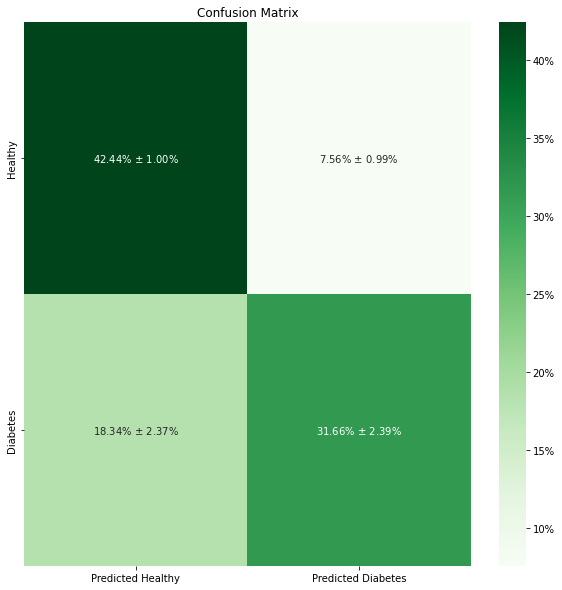 Confusion Matrix
Healthy
42.44% ± 1.00%
7.56% ± 0.99%
Diabetes
18.34% ± 2.37%
31.66% ± 2.39%
Predicted Healthy
Predicted Diabetes
40%
35%
30%
25%
20%
15%
10%